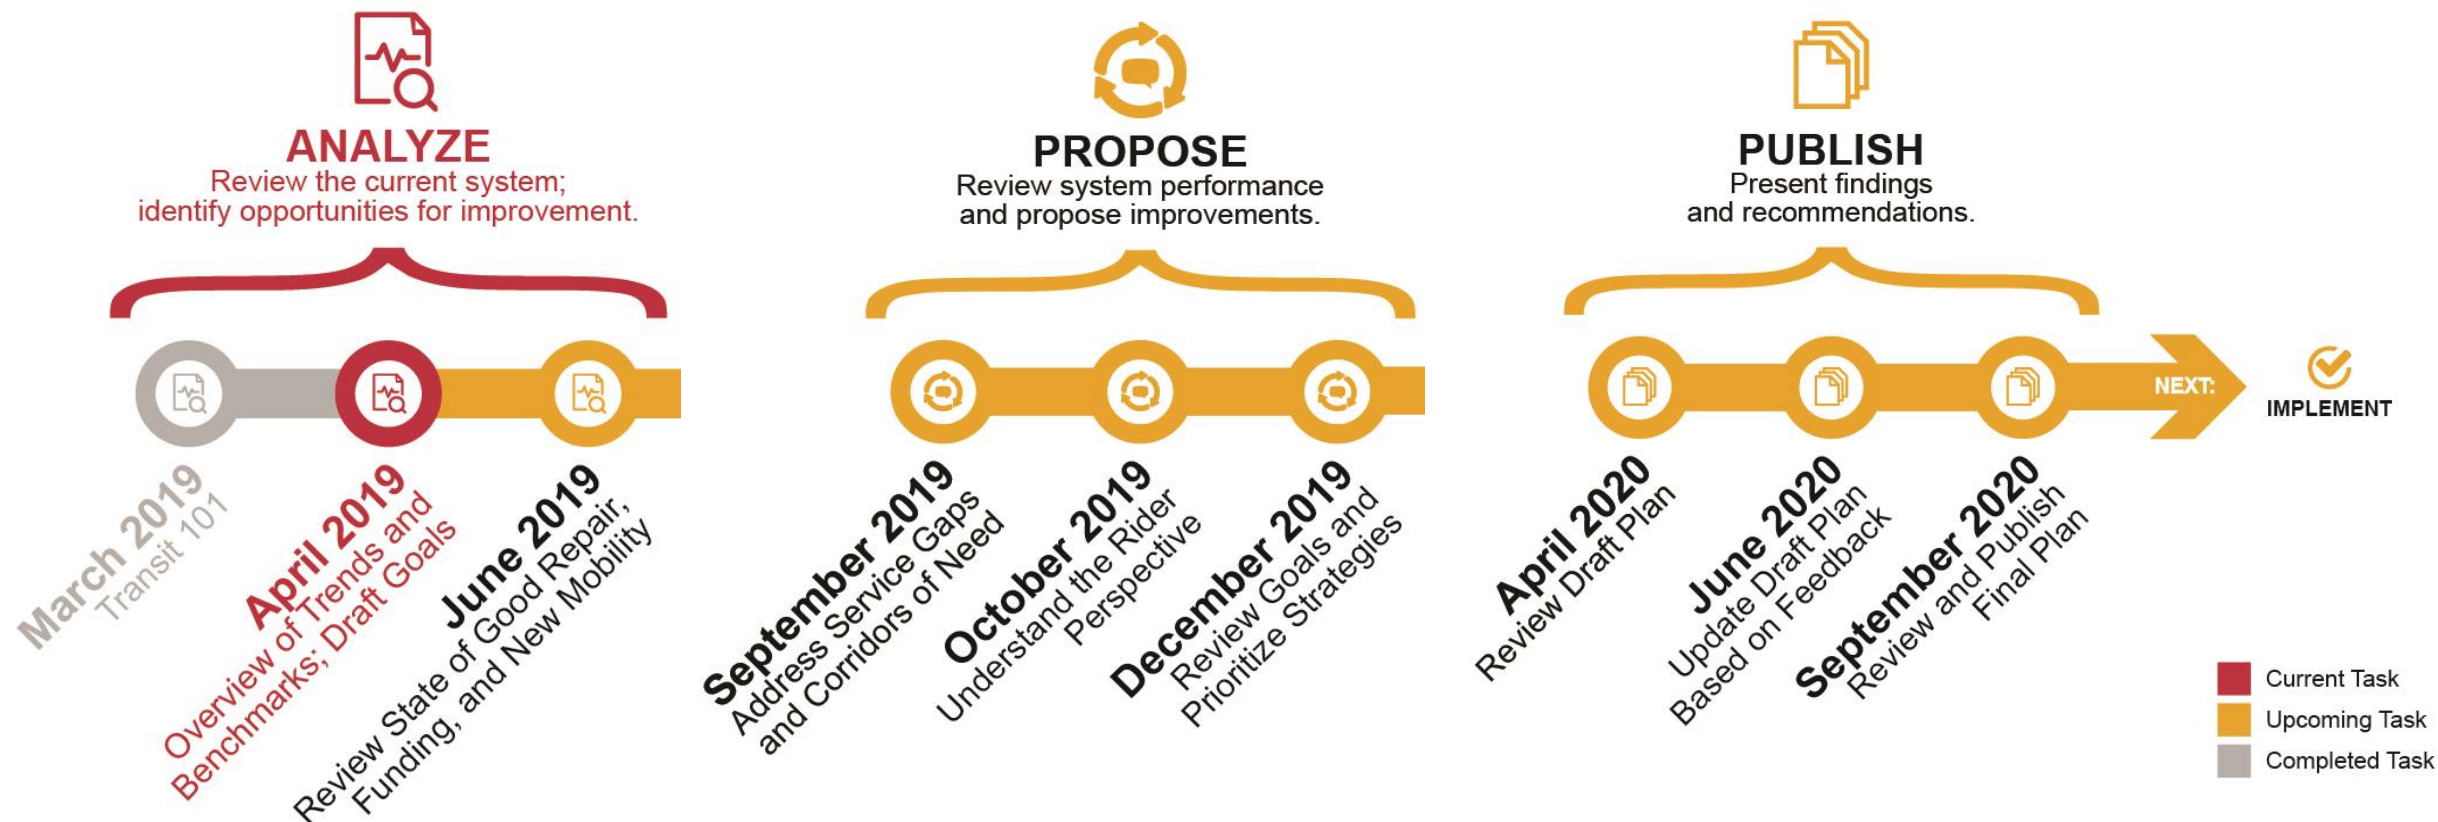 ANALYZE
Review the current system;
identify opportunities for improvement.
March 2019
Transit 101
April 2019
Overview of Trends and
Benchmarks; Draft Goals
June 2019
Review State of Good Repair,
Funding, and New Mobility
PROPOSE
Review system performance
and propose improvements.
September 2019
Address Service Gaps
and Corridors of Need
October 2019
Understand the Rider
Perspective
December 2019
Review Goals and
Prioritize Strategies
PUBLISH
Present findings
and recommendations.
April 2020
Review Draft Plan
June 2020
Update Draft Plan
Based on Feedback
September 2020
Review and Publish
Final Plan
NEXT:
IMPLEMENT
Current Task
Upcoming Task
Completed Task